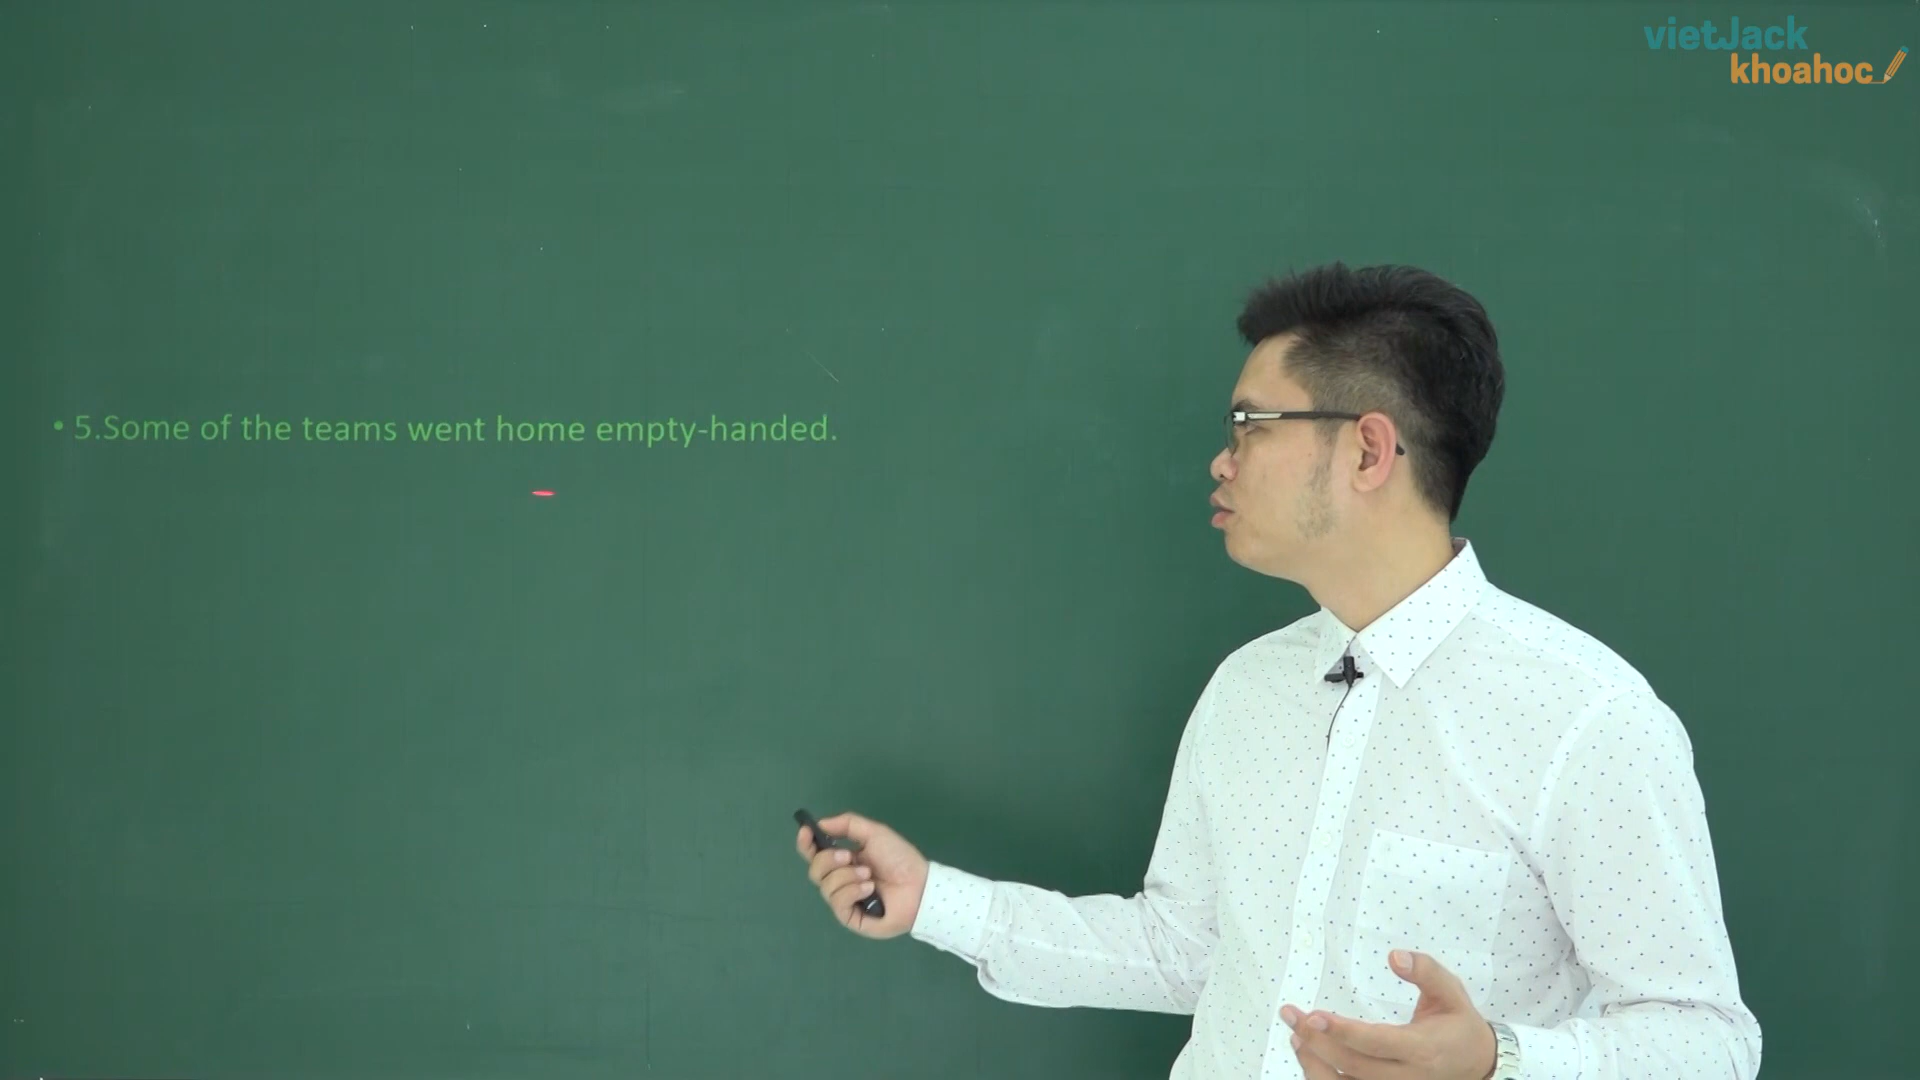 vietJack
khoahoc
• 5.Some of the teams went home empty-handed.